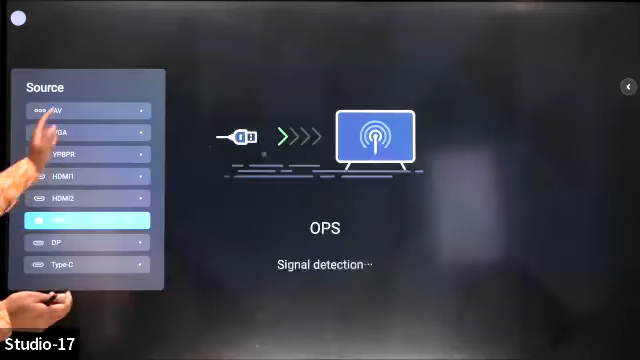 Source
AV
VGA
YPBPR
HDMI1
HDMI2
DP
Type-C
OPS
Signal detection···
Studio-17